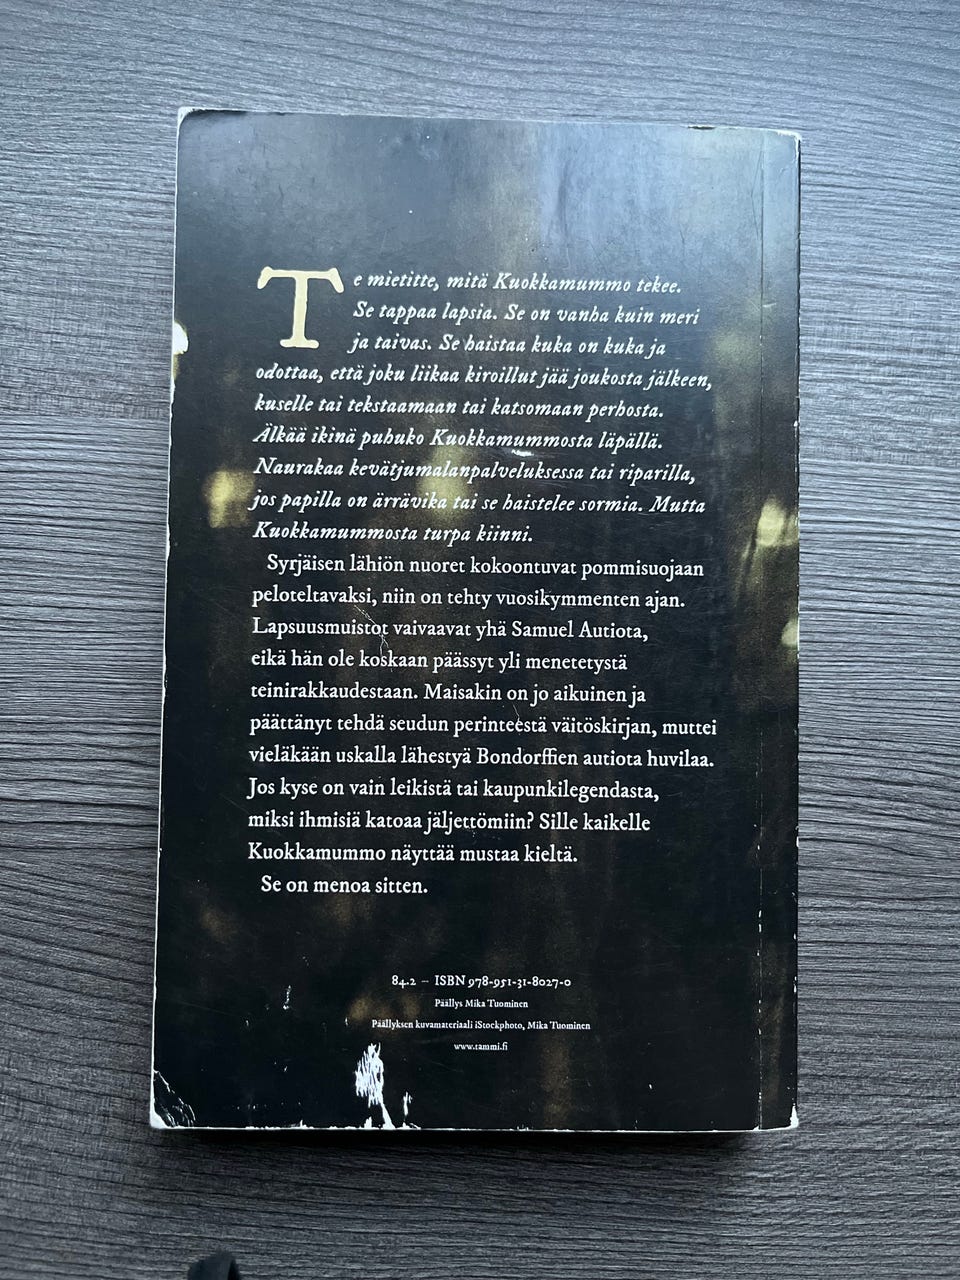 Te mietitte, mitä Kuokkamummo tekee.
Se tappaa lapsia. Se on vanha kuin meri
ja taivas. Se haistaa kuka on kuka ja
odottaa, että joku liikaa kiroillut jää joukosta jälkeen,
kuselle tai tekstaamaan tai katsomaan perhosta.
Älkää ikinä puhuko Kuokkamummosta läpällä.
Naurakaa kevätjumalanpalveluksessa tai riparilla,
jos papilla on ärrävika tai se haistelee sormia. Mutta
Kuokkamummosta turpa kiinni.
Syrjäisen lähiön nuoret kokoontuvat pommisuojaan
peloteltavaksi, niin on tehty vuosikymmenten ajan.
Lapsuusmuistot vaivaavat yhä Samuel Autiota,
eikä hän ole koskaan päässyt yli menetetystä
teinirakkaudestaan. Maisakin on jo aikuinen ja
päättänyt tehdä seudun perinteestä väitöskirjan, muttei
vieläkään uskalla lähestyä Bondorffien autiota huvilaa.
Jos kyse on vain leikistä tai kaupunkilegendasta,
miksi ihmisiä katoaa jäljettömiin? Sille kaikelle
Kuokkamummo näyttää mustaa kieltä.
Se on menoa sitten.
84.2 – ISBN 978-951-31-8027-0
Päällys Mika Tuominen
Päällyksen kuvamateriaali iStockphoto, Mika Tuominen
www.tammi.fi